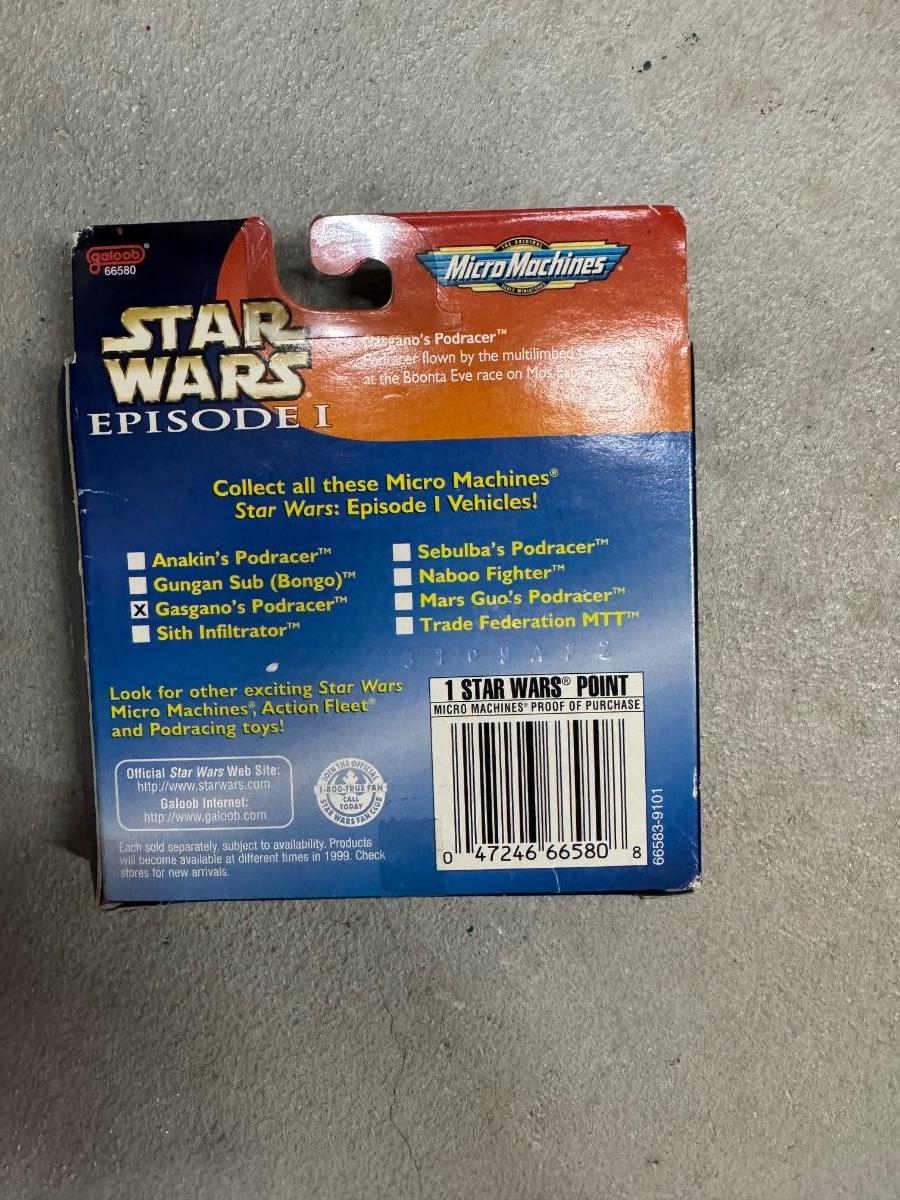 galoob®
66580
THE ORIGINAL
Micro Machines
SCALE MINIATURES
STAR
WARS
EPISODE I
Gasgano's Podracer™
Podracer flown by the multilimbed
at the Boonta Eve race on Mos
Collect all these Micro Machines®
Star Wars: Episode I Vehicles!
Anakin's Podracer™
Gungan Sub (Bongo)™
X Gasgano's Podracer™
Sith Infiltrator™
Sebulba's Podracer™
Naboo Fighter™
Mars Guo's Podracer™
Trade Federation MTT™
Look for other exciting Star Wars
Micro Machines®, Action Fleet®
and Podracing toys!
1 STAR WARS® POINT
MICRO MACHINES® PROOF OF PURCHASE
0 47246 66580 8
66583-9101
Official Star Wars Web Site:
http://www.starwars.com
Galoob Internet:
http://www.galoob.com
JOIN THE OFFICIAL
1-800-TRUE FAN
CALL
TODAY
STAR WARS FAN CLUB
Each sold separately, subject to availability. Products
will become available at different times in 1999. Check
stores for new arrivals.